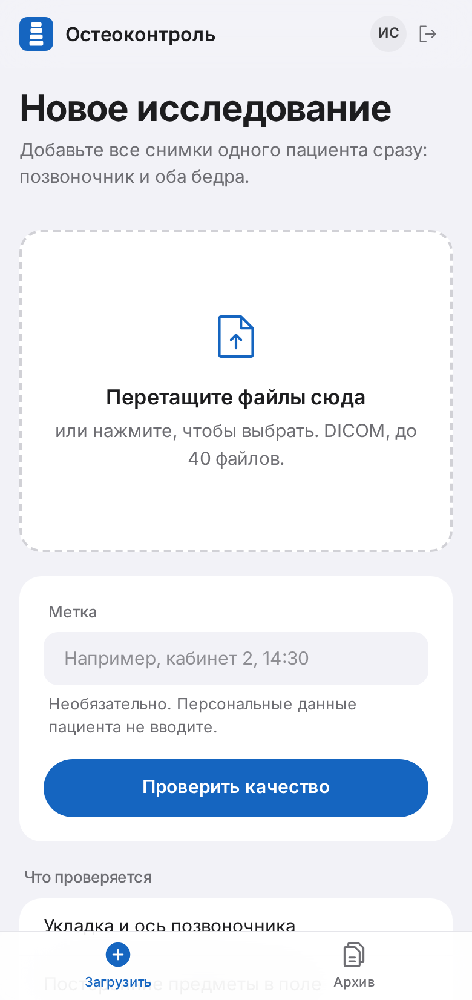 Остеоконтроль
ИС
Новое исследование
Добавьте все снимки одного пациента сразу:
позвоночник и оба бедра.
Перетащите файлы сюда
или нажмите, чтобы выбрать. DICOM, до
40 файлов.
Метка
Например, кабинет 2, 14:30
Необязательно. Персональные данные
пациента не вводите.
Проверить качество
Что проверяется
Укладка и ось позвоночника
Посторонние предметы в поле
Загрузить
Архив